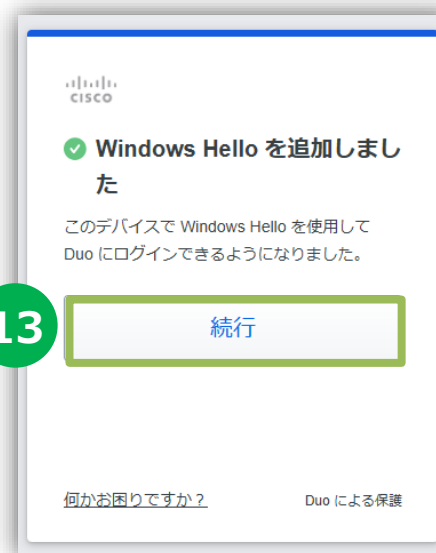 CISCO
Windows Hello を追加しまし
た
このデバイスで Windows Hello を使用して
Duo にログインできるようになりました。
13
続行
何かお困りですか？ Duo による保護